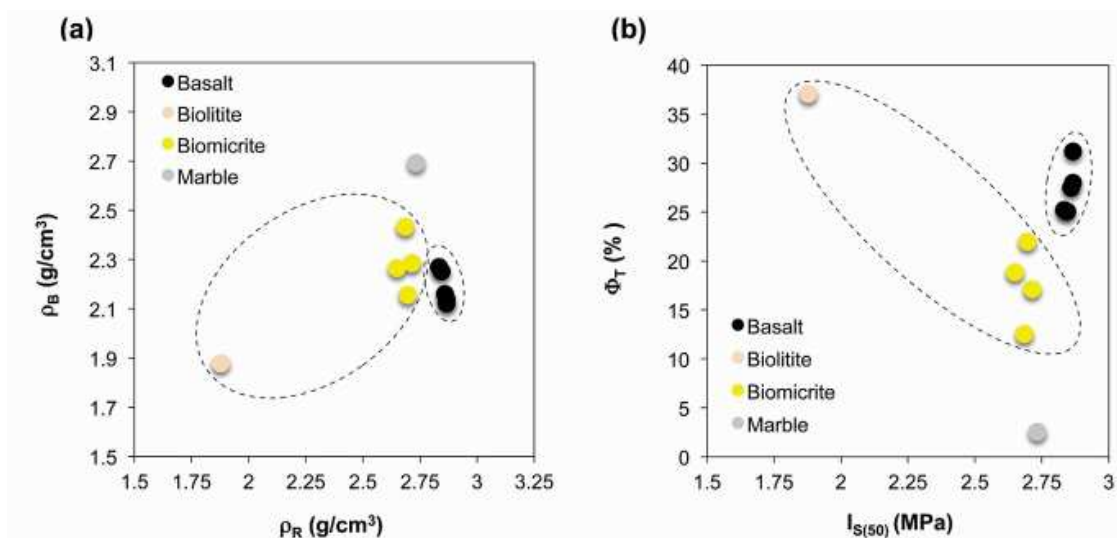 (a)
3.1
2.9
2.7
2.5
2.3
2.1
1.9
1.7
1.5
ρB (g/cm³)
Basalt
Biolitite
Biomicrite
Marble
1.5 1.75 2 2.25 2.5 2.75 3 3.25
ρR (g/cm³)
(b)
40
35
30
25
20
15
10
5
0
ΦT (% )
Basalt
Biolitite
Biomicrite
Marble
1.5 1.75 2 2.25 2.5 2.75 3
IS(50) (MPa)